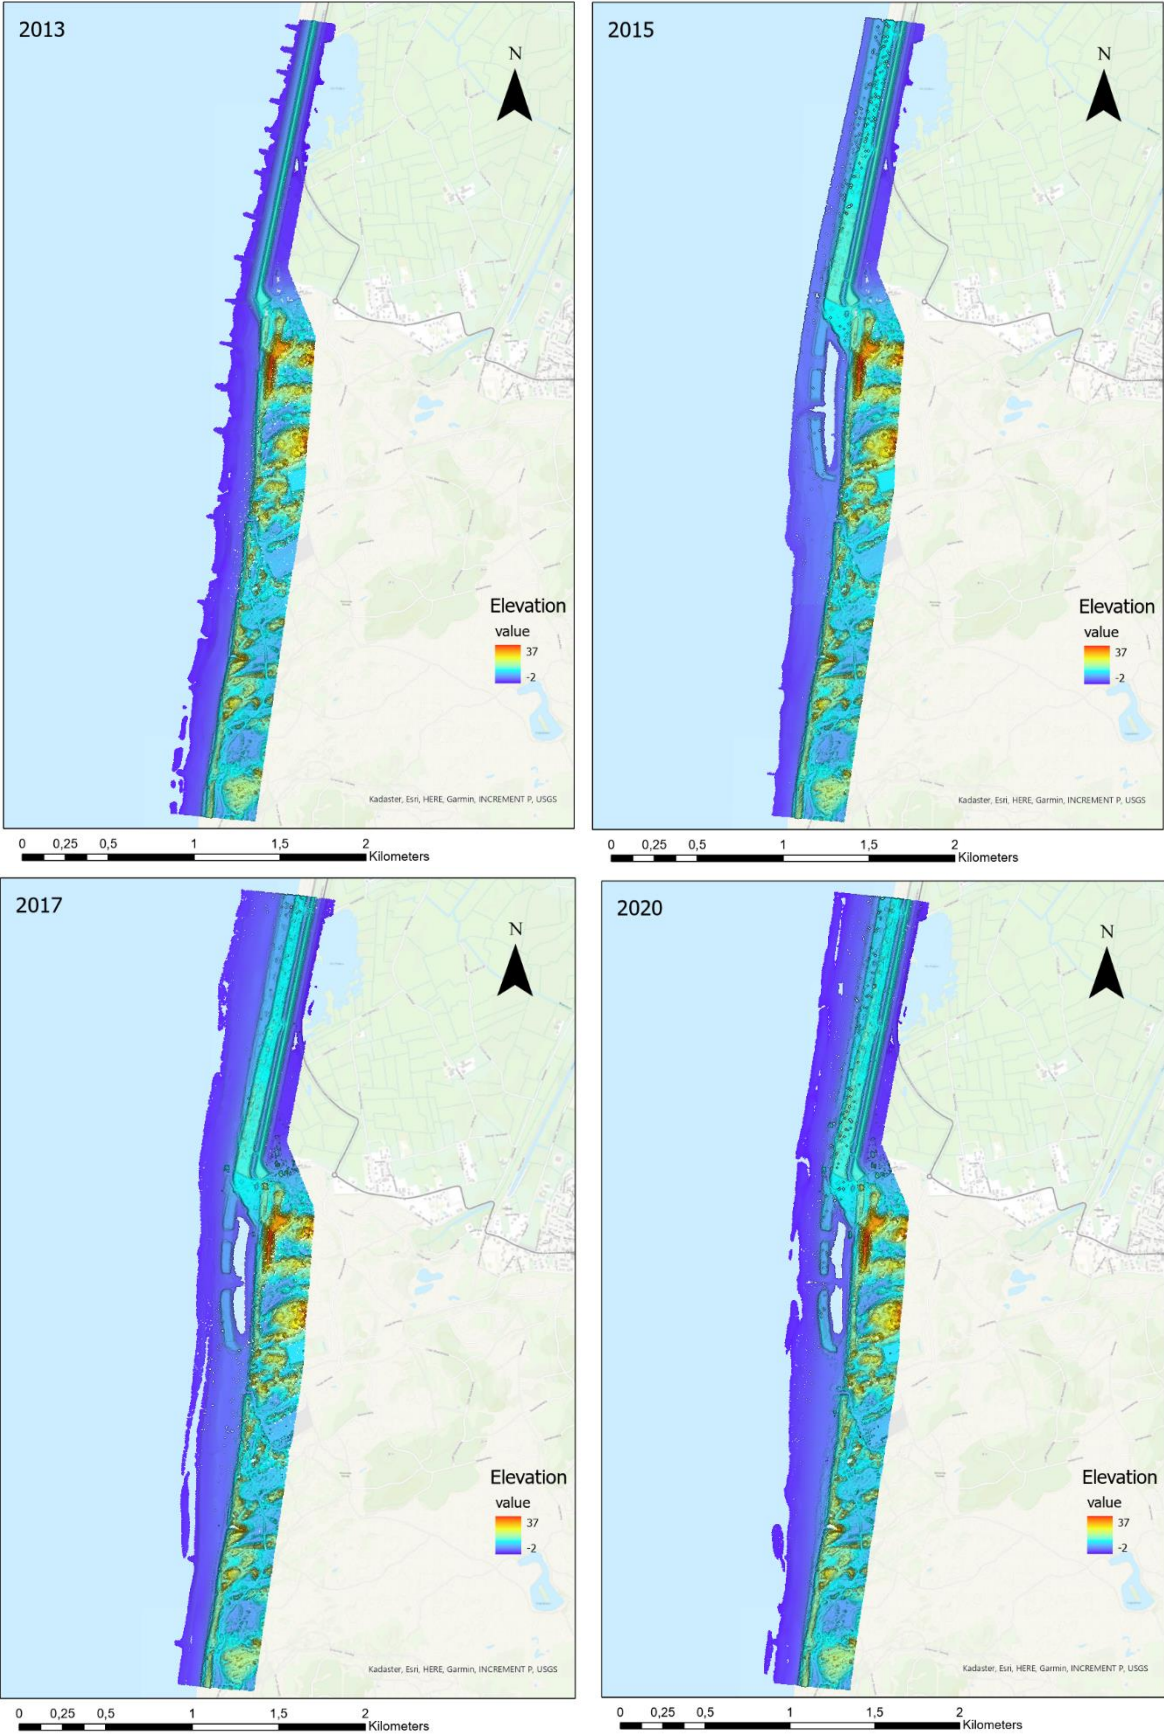 2013
N
Elevation
value
37
-2
Kadaster, Esri, HERE, Garmin, INCREMENT P, USGS
0 0,25 0,5 1 1,5 2
Kilometers
2015
N
Elevation
value
37
-2
Kadaster, Esri, HERE, Garmin, INCREMENT P, USGS
0 0,25 0,5 1 1,5 2
Kilometers
2017
N
Elevation
value
37
-2
Kadaster, Esri, HERE, Garmin, INCREMENT P, USGS
0 0,25 0,5 1 1,5 2
Kilometers
2020
N
Elevation
value
37
-2
Kadaster, Esri, HERE, Garmin, INCREMENT P, USGS
0 0,25 0,5 1 1,5 2
Kilometers